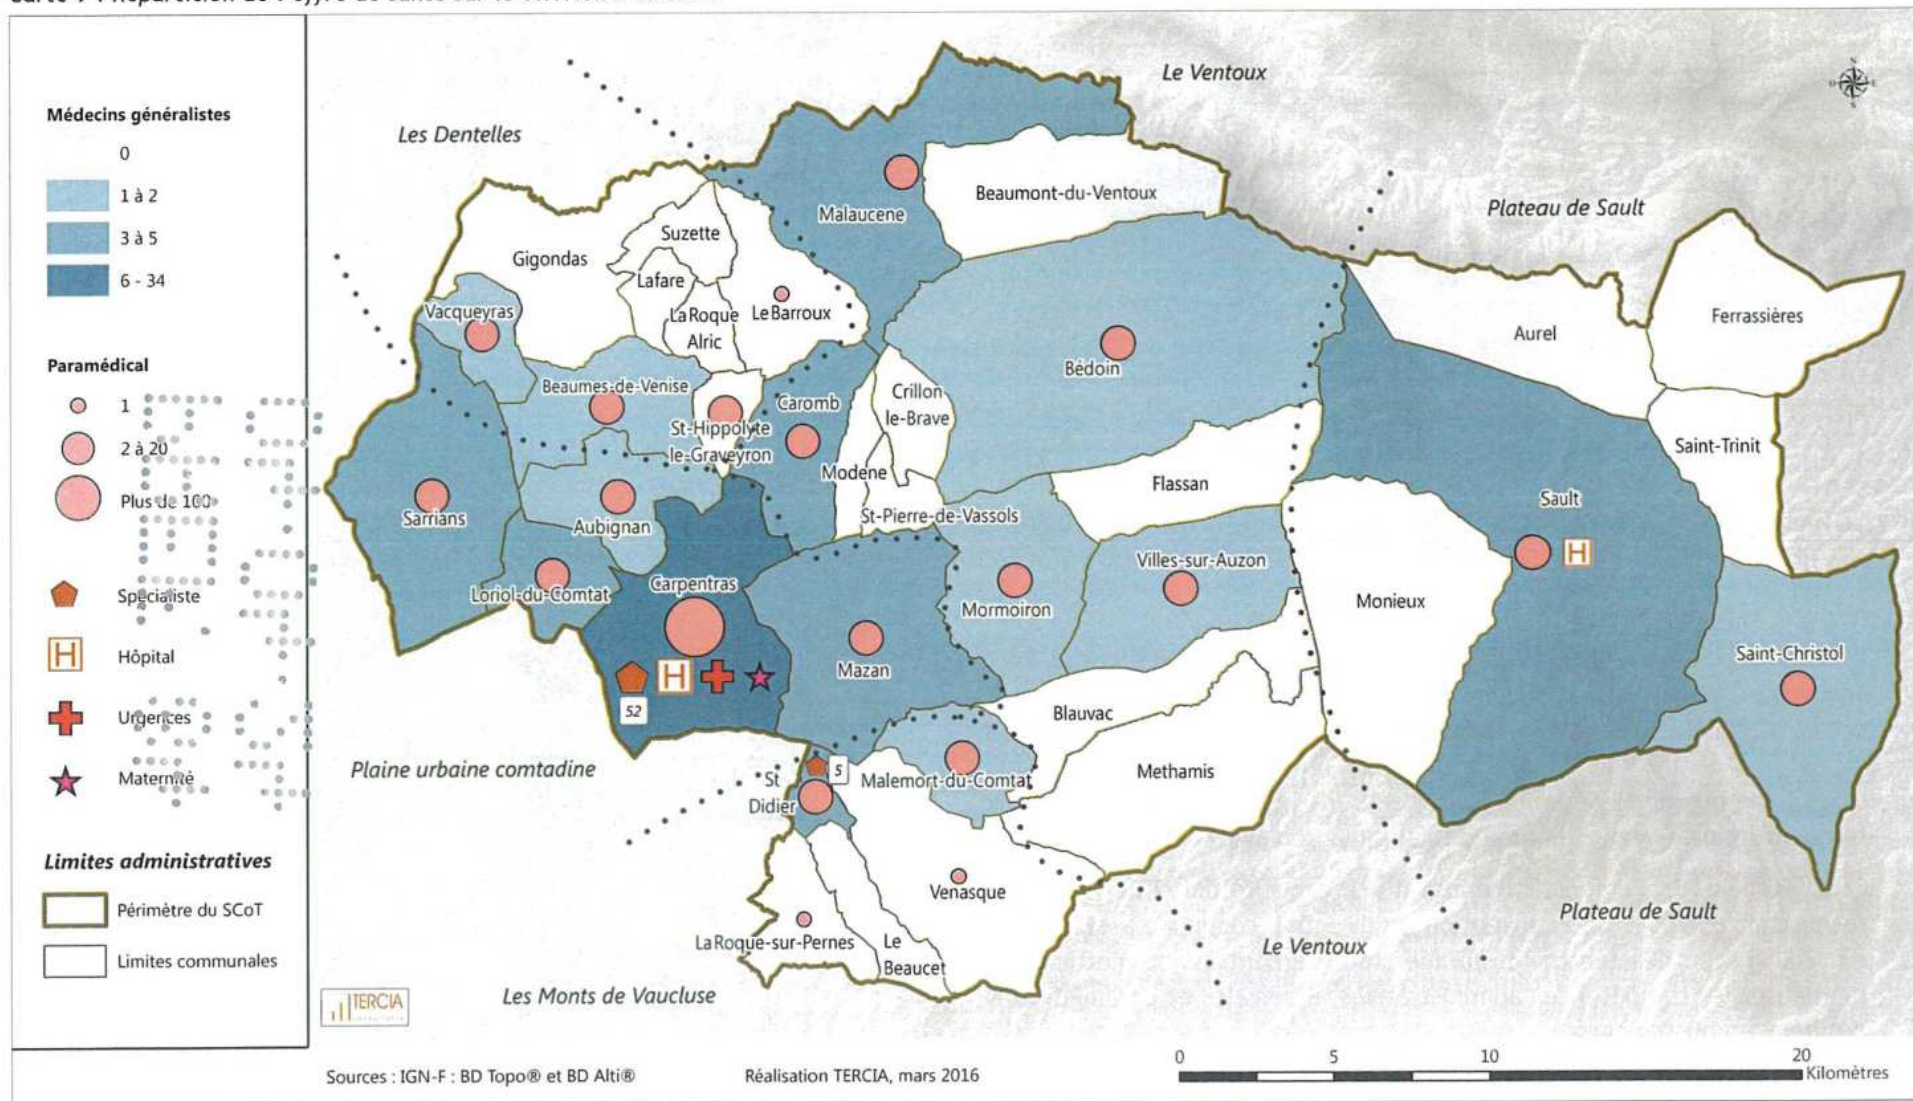 Médecins généralistes
0
1 à 2
3 à 5
6 - 34
Paramédical
1
2 à 20
Plus de 100
Spécialiste
Hôpital
Urgences
Maternité
Limites administratives
Périmètre du SCoT
Limites communales
Le Ventoux
Les Dentelles
Plateau de Sault
Beaumont-du-Ventoux
Malaucene
Suzette
Gigondas
Lafare
La Roque
Alric
Le Barroux
Vacqueyras
Aurel
Ferrassières
Bédoin
Beaumes-de-Venise
Caromb
Crillon
le-Brave
St-Hippolyte
le-Graveyron
Modene
Saint-Trinit
Flassan
Sault
H
Sarrians
Aubignan
St-Pierre-de-Vassols
Villes-sur-Auzon
Carpentras
Loriol-du-Comtat
Mormoiron
Monieux
Mazan
Saint-Christol
H
52
Blauvac
Plaine urbaine comtadine
St
Didier
5
Malemort-du-Comtat
Methamis
Venasque
La Roque-sur-Pernes
Le
Beaucet
Plateau de Sault
Le Ventoux
Les Monts de Vaucluse
TERCIA
0 5 10 20
Kilomètres
Sources : IGN-F : BD Topo® et BD Alti®
Réalisation TERCIA, mars 2016